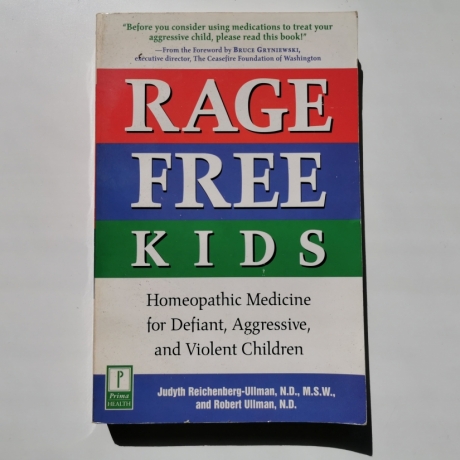 "Before you consider using medications to treat your
aggressive child, please read this book!"
—From the Foreword by BRUCE GRYNIEWSKI,
executive director, The Ceasefire Foundation of Washington
RAGE
FREE
KIDS
Homeopathic Medicine
for Defiant, Aggressive,
and Violent Children
P
Prima
HEALTH
Judyth Reichenberg-Ullman, N.D., M.S.W.,
and Robert Ullman, N.D.